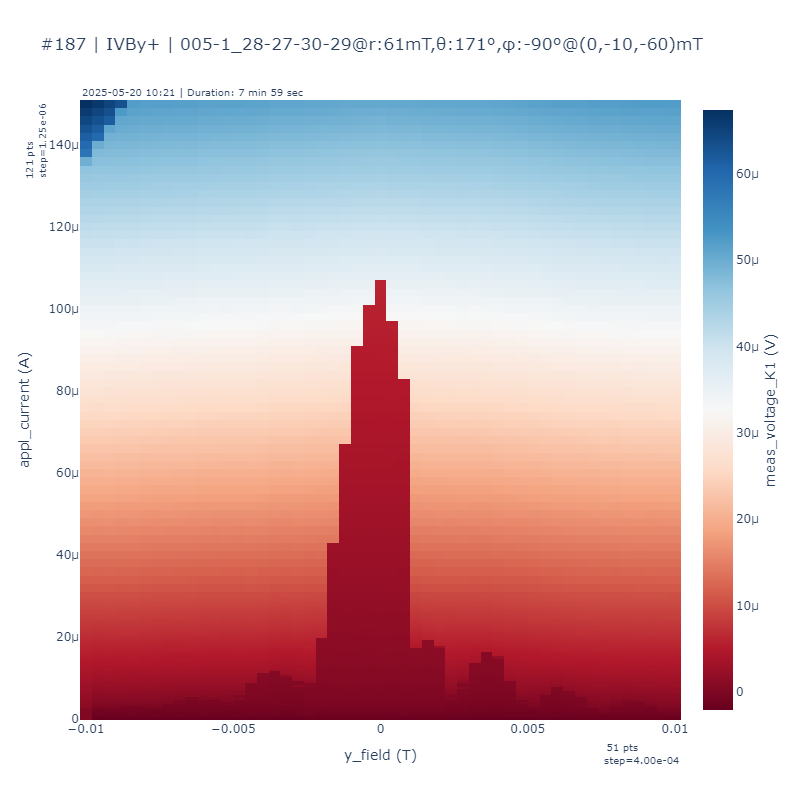 #187 | IVBy+ | 005-1_28-27-30-29@r:61mT,θ:171°,φ:-90°@(0,-10,-60)mT
2025-05-20 10:21 | Duration: 7 min 59 sec
121 pts
step=1.25e-06
140μ
120μ
100μ
80μ
60μ
40μ
20μ
0
appl_current (A)
−0.01
−0.005
0
0.005
0.01
y_field (T)
51 pts
step=4.00e-04
60μ
50μ
40μ
30μ
20μ
10μ
0
meas_voltage_K1 (V)